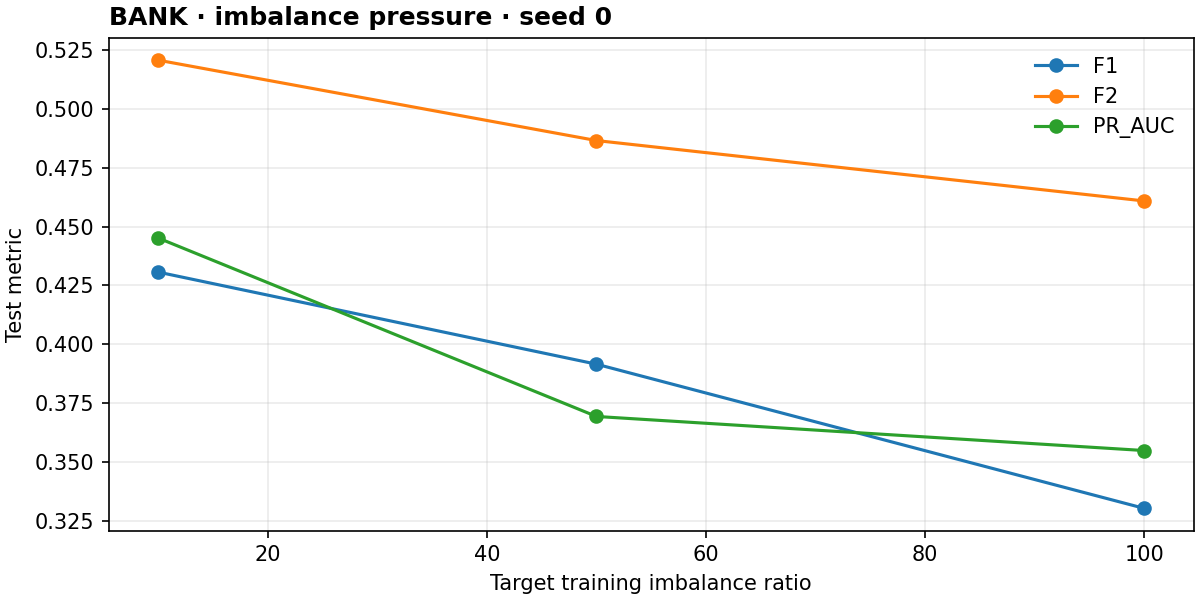 BANK · imbalance pressure · seed 0
Test metric
0.525
0.500
0.475
0.450
0.425
0.400
0.375
0.350
0.325
F1
F2
PR_AUC
20
40
60
80
100
Target training imbalance ratio